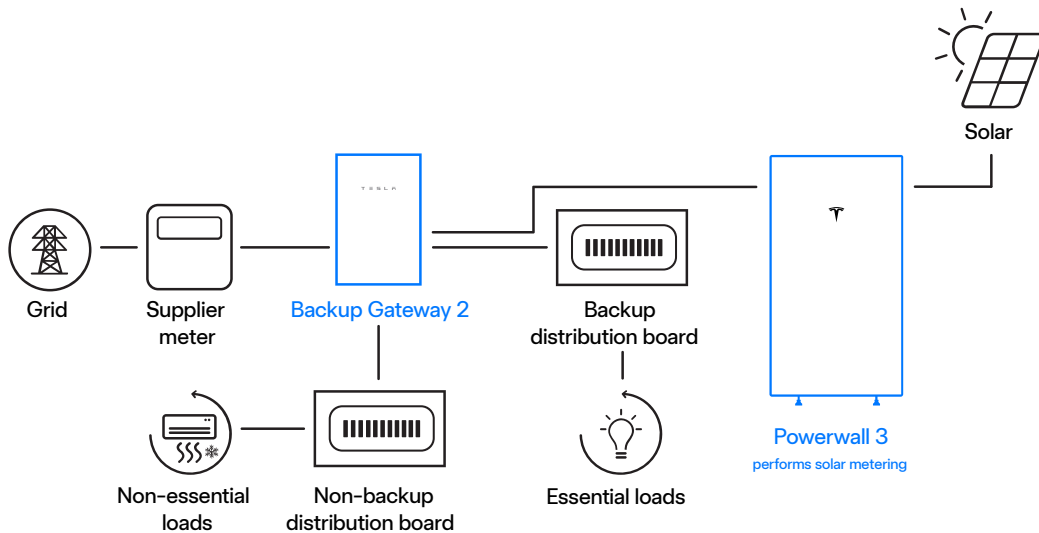 Solar
TESLA
Grid
Supplier
meter
Backup Gateway 2
Backup
distribution board
Powerwall 3
performs solar metering
Non-essential
loads
Non-backup
distribution board
Essential loads